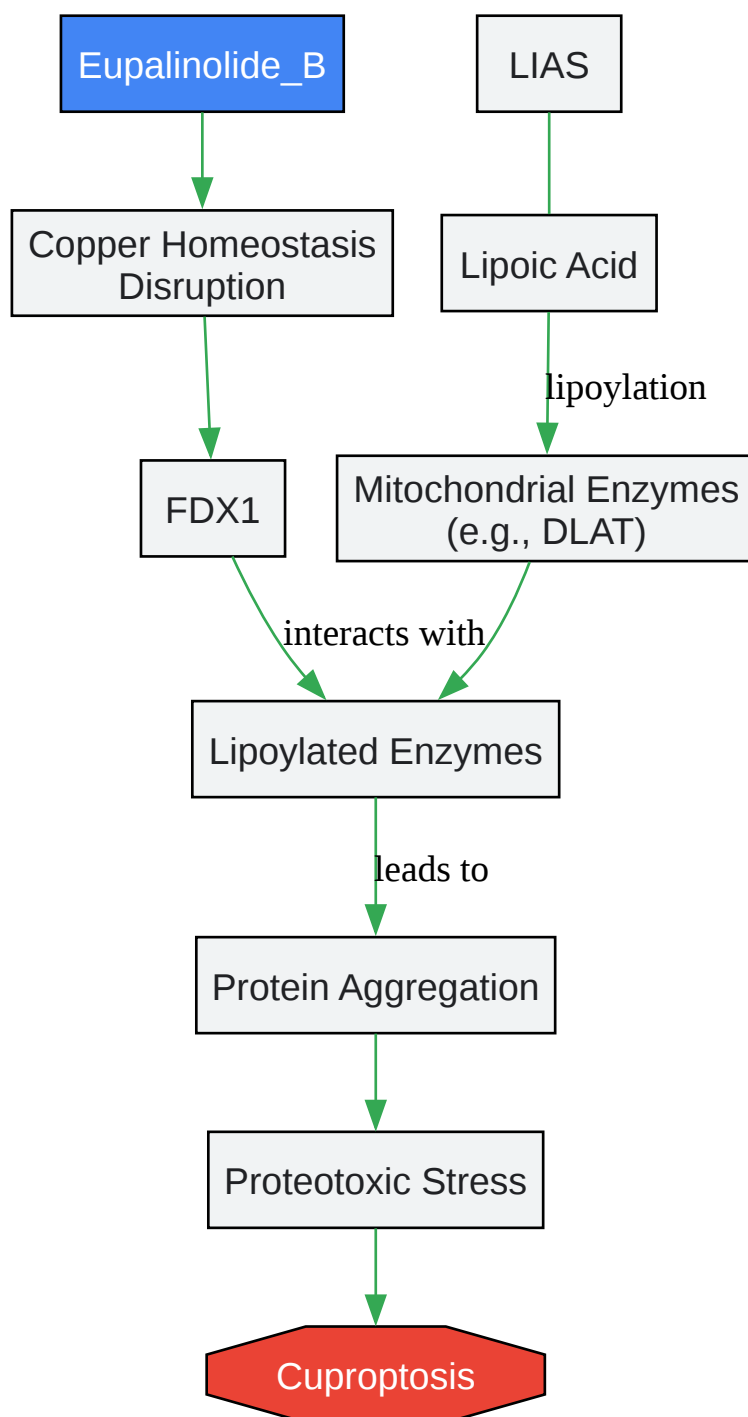 Eupalinolide_B
LIAS
Copper Homeostasis
Disruption
Lipoic Acid
lipoylation
FDX1
Mitochondrial Enzymes
(e.g., DLAT)
interacts with
Lipoylated Enzymes
leads to
Protein Aggregation
Proteotoxic Stress
Cuproptosis